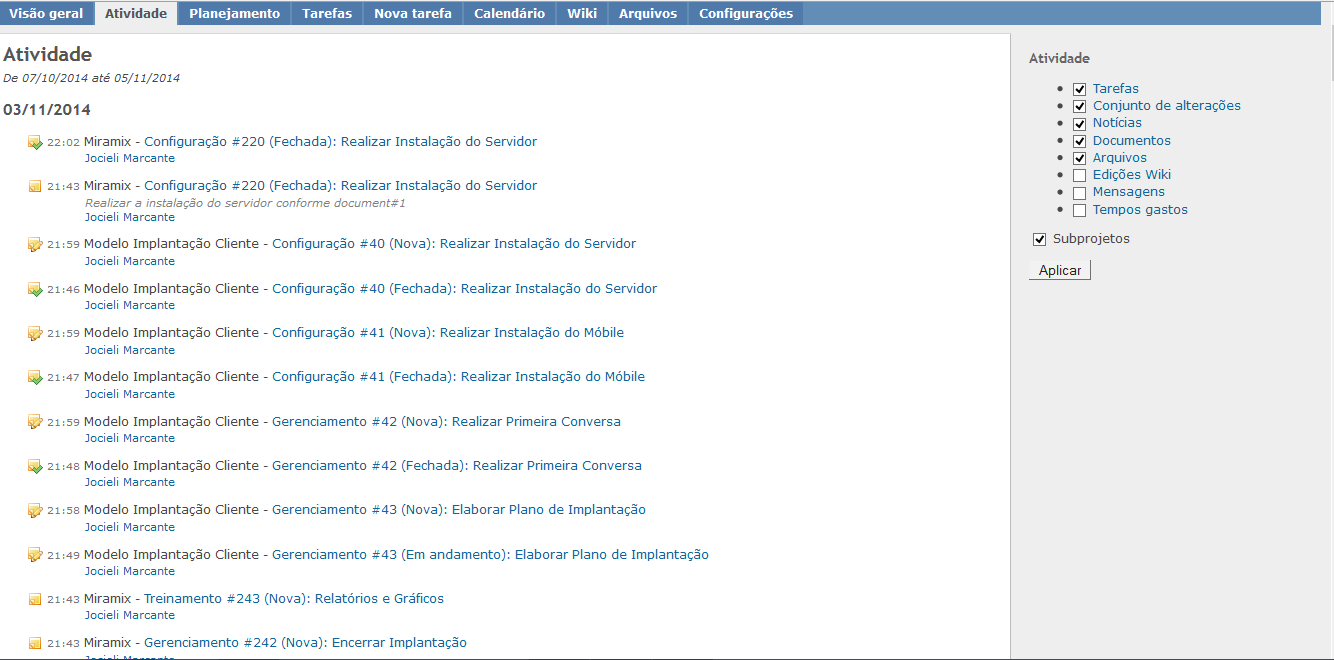 Visão geral Atividade Planejamento Tarefas Nova tarefa Calendário Wiki Arquivos Configurações
Atividade
De 07/10/2014 até 05/11/2014
03/11/2014
22:02 Miramix - Configuração #220 (Fechada): Realizar Instalação do Servidor
Jocieli Marcante
21:43 Miramix - Configuração #220 (Fechada): Realizar Instalação do Servidor
Realizar a instalação do servidor conforme document#1
Jocieli Marcante
21:59 Modelo Implantação Cliente - Configuração #40 (Nova): Realizar Instalação do Servidor
Jocieli Marcante
21:46 Modelo Implantação Cliente - Configuração #40 (Fechada): Realizar Instalação do Servidor
Jocieli Marcante
21:59 Modelo Implantação Cliente - Configuração #41 (Nova): Realizar Instalação do Móbile
Jocieli Marcante
21:47 Modelo Implantação Cliente - Configuração #41 (Fechada): Realizar Instalação do Móbile
Jocieli Marcante
21:59 Modelo Implantação Cliente - Gerenciamento #42 (Nova): Realizar Primeira Conversa
Jocieli Marcante
21:48 Modelo Implantação Cliente - Gerenciamento #42 (Fechada): Realizar Primeira Conversa
Jocieli Marcante
21:58 Modelo Implantação Cliente - Gerenciamento #43 (Nova): Elaborar Plano de Implantação
Jocieli Marcante
21:49 Modelo Implantação Cliente - Gerenciamento #43 (Em andamento): Elaborar Plano de Implantação
Jocieli Marcante
21:43 Miramix - Treinamento #243 (Nova): Relatórios e Gráficos
Jocieli Marcante
21:43 Miramix - Gerenciamento #242 (Nova): Encerrar Implantação
Jocieli Marcante
Atividade
Tarefas
Conjunto de alterações
Notícias
Documentos
Arquivos
Edições Wiki
Mensagens
Tempos gastos
Subprojetos
Aplicar